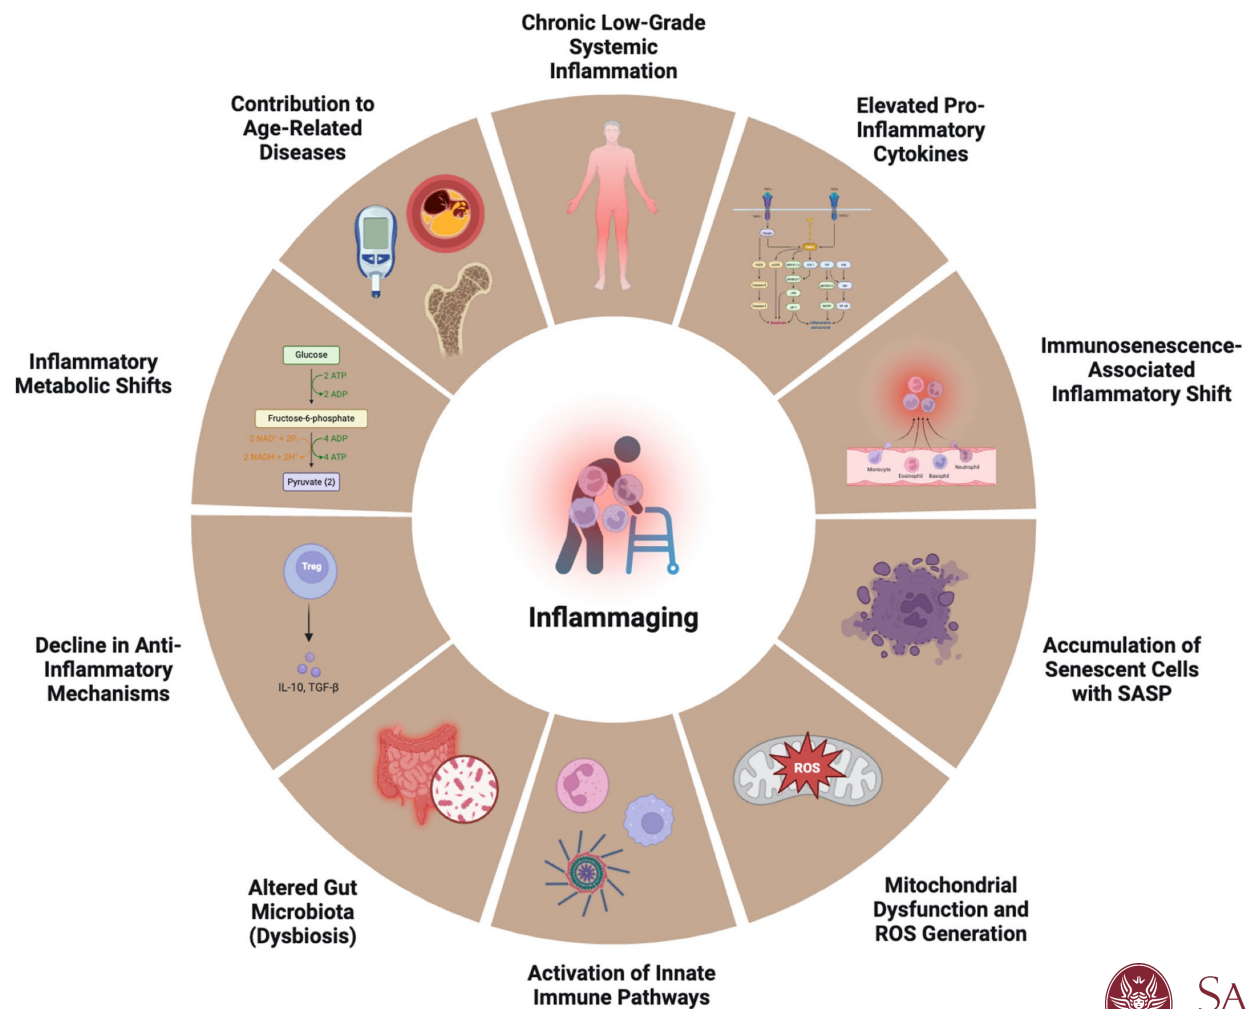 Chronic Low-Grade
Systemic
Inflammation
Elevated Pro-
Inflammatory
Cytokines
Immunosenescence-
Associated
Inflammatory Shift
Monocyte
Eosinophil
Basophil
Neutrophil
Accumulation of
Senescent Cells
with SASP
ROS
Mitochondrial
Dysfunction and
ROS Generation
Activation of Innate
Immune Pathways
Altered Gut
Microbiota
(Dysbiosis)
Treg
IL-10, TGF-β
Decline in Anti-
Inflammatory
Mechanisms
Glucose
2 ATP
2 ADP
Fructose-6-phosphate
2 NAD⁺ + 2Pᵢ
4 ADP
2 NADH + 2H⁺
4 ATP
Pyruvate (2)
Inflammatory
Metabolic Shifts
Contribution to
Age-Related
Diseases
Inflammaging
SA